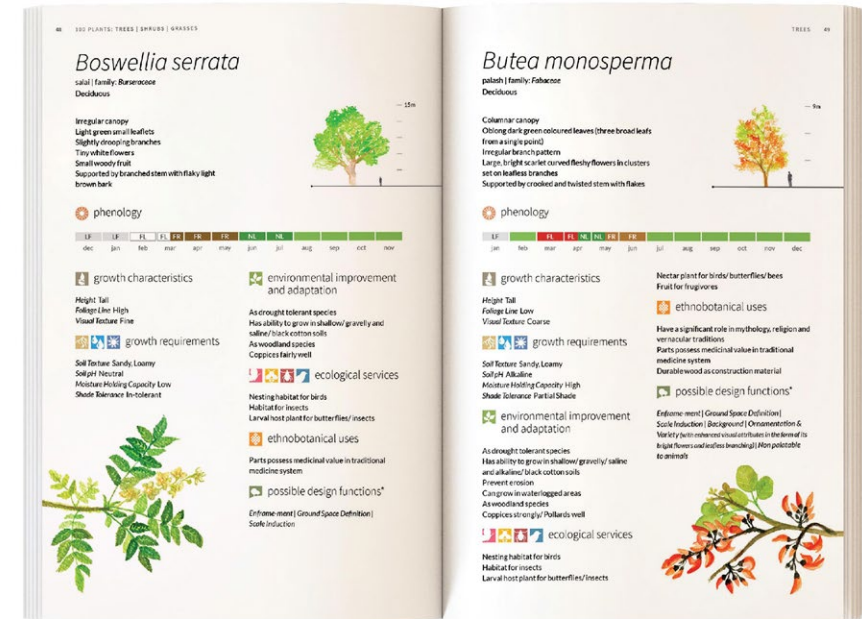 48 300 PLANTS: TREES | SHRUBS | GRASSES
Boswellia serrata
salai | family: Burseraceae
Deciduous
15m
Irregular canopy
Light green small leaflets
Slightly drooping branches
Tiny white flowers
Small woody fruit
Supported by branched stem with flaky light
brown bark
phenology
LF LF FL FL FR FR FR NL NL
dec jan feb mar apr may jun jul aug sep oct nov
growth characteristics
Height Tall
Foliage Line High
Visual Texture Fine
growth requirements
Soil Texture Sandy, Loamy
Soil pH Neutral
Moisture Holding Capacity Low
Shade Tolerance In-tolerant
environmental improvement
and adaptation
As drought tolerant species
Has ability to grow in shallow/ gravelly and
saline/ black cotton soils
As woodland species
Coppices fairly well
ecological services
Nesting habitat for birds
Habitat for insects
Larval host plant for butterflies/ insects
ethnobotanical uses
Parts possess medicinal value in traditional
medicine system
possible design functions*
Enframe-ment | Ground Space Definition |
Scale Induction
TREES 49
Butea monosperma
palash | family: Fabaceae
Deciduous
9m
Columnar canopy
Oblong dark green coloured leaves (three broad leafs
from a single point)
Irregular branch pattern
Large, bright scarlet curved fleshy flowers in clusters
set on leafless branches
Supported by crooked and twisted stem with flakes
phenology
LF FL FL NL NL FR FR
jan feb mar apr may jun jul aug sep oct nov dec
growth characteristics
Height Tall
Foliage Line Low
Visual Texture Coarse
growth requirements
Soil Texture Sandy, Loamy
Soil pH Alkaline
Moisture Holding Capacity High
Shade Tolerance Partial Shade
environmental improvement
and adaptation
As drought tolerant species
Has ability to grow in shallow/ gravelly/ saline
and alkaline/ black cotton soils
Prevent erosion
Can grow in waterlogged areas
As woodland species
Coppices strongly/ Pollards well
ecological services
Nesting habitat for birds
Habitat for insects
Larval host plant for butterflies/ insects
Nectar plant for birds/ butterflies/ bees
Fruit for frugivores
ethnobotanical uses
Have a significant role in mythology, religion and
vernacular traditions
Parts possess medicinal value in traditional
medicine system
Durable wood as construction material
possible design functions*
Enframe-ment | Ground Space Definition |
Scale Induction | Background | Ornamentation &
Variety (with enhanced visual attributes in the form of its
bright flowers and leafless branching) | Non palatable
to animals